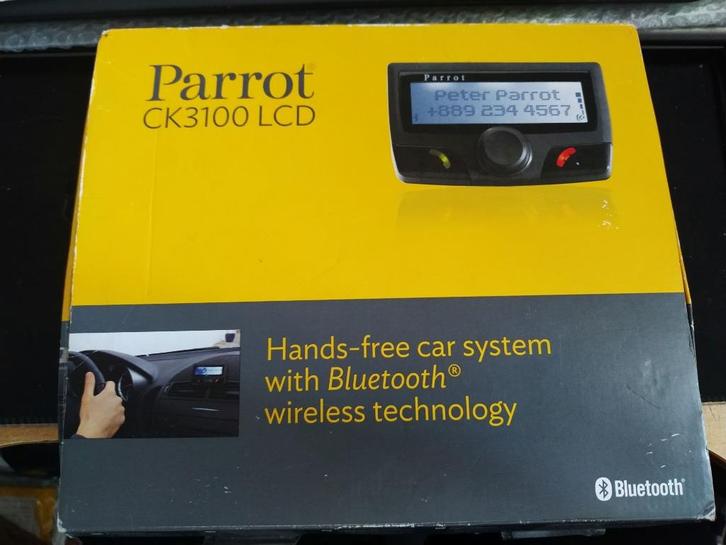 Parrot
CK3100 LCD
Parrot
Peter Parrot
+889 234 4567
Hands-free car system
with Bluetooth®
wireless technology
Bluetooth®